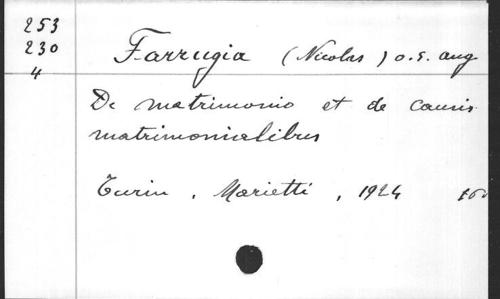 253
230
4
Farrugia (Nicolas) o.s. aug
De matrimonio et de causis
matrimonialibus
Turin, Marietti, 1924